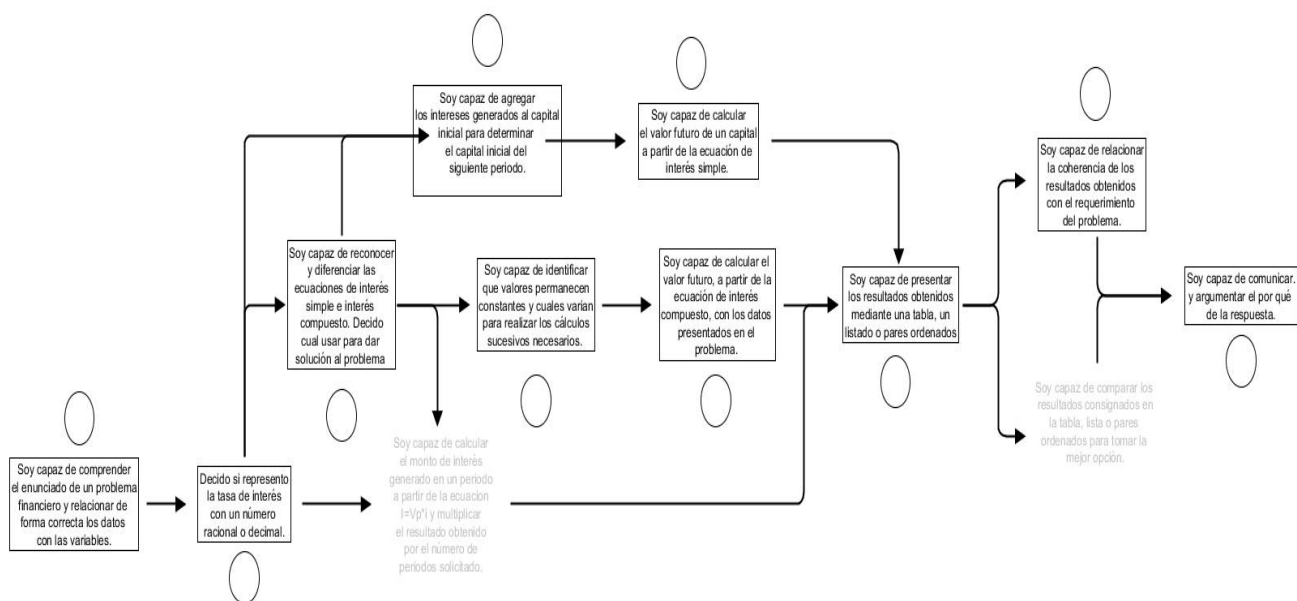 Soy capaz de agregar
los intereses generados al capital
inicial para determinar
el capital inicial del
siguiente periodo.
Soy capaz de calcular
el valor futuro de un capital
a partir de la ecuación de
interés simple.
Soy capaz de relacionar
la coherencia de los
resultados obtenidos
con el requerimiento
del problema.
Soy capaz de reconocer
y diferenciar las
ecuaciones de interés
simple e interés
compuesto. Decido
cual usar para dar
solución al problema
Soy capaz de identificar
que valores permanecen
constantes y cuales varian
para realizar los cálculos
sucesivos necesarios.
Soy capaz de calcular el
valor futuro, a partir de la
ecuación de interés
compuesto, con los datos
presentados en el
problema.
Soy capaz de presentar
los resultados obtenidos
mediante una tabla, un
listado o pares ordenados
Soy capaz de comunicar.
y argumentar el por qué
de la respuesta.
Soy capaz de comparar los
resultados consignados en
la tabla, lista o pares
ordenados para tomar la
mejor opción.
Soy capaz de comprender
el enunciado de un problema
financiero y relacionar de
forma correcta los datos
con las variables.
Decido si represento
la tasa de interés
con un número
racional o decimal.
Soy capaz de calcular
el monto de interés
generado en un periodo
a partir de la ecuacion
I=Vp*i y multiplicar
el resultado obtenido
por el número de
períodos solicitado.